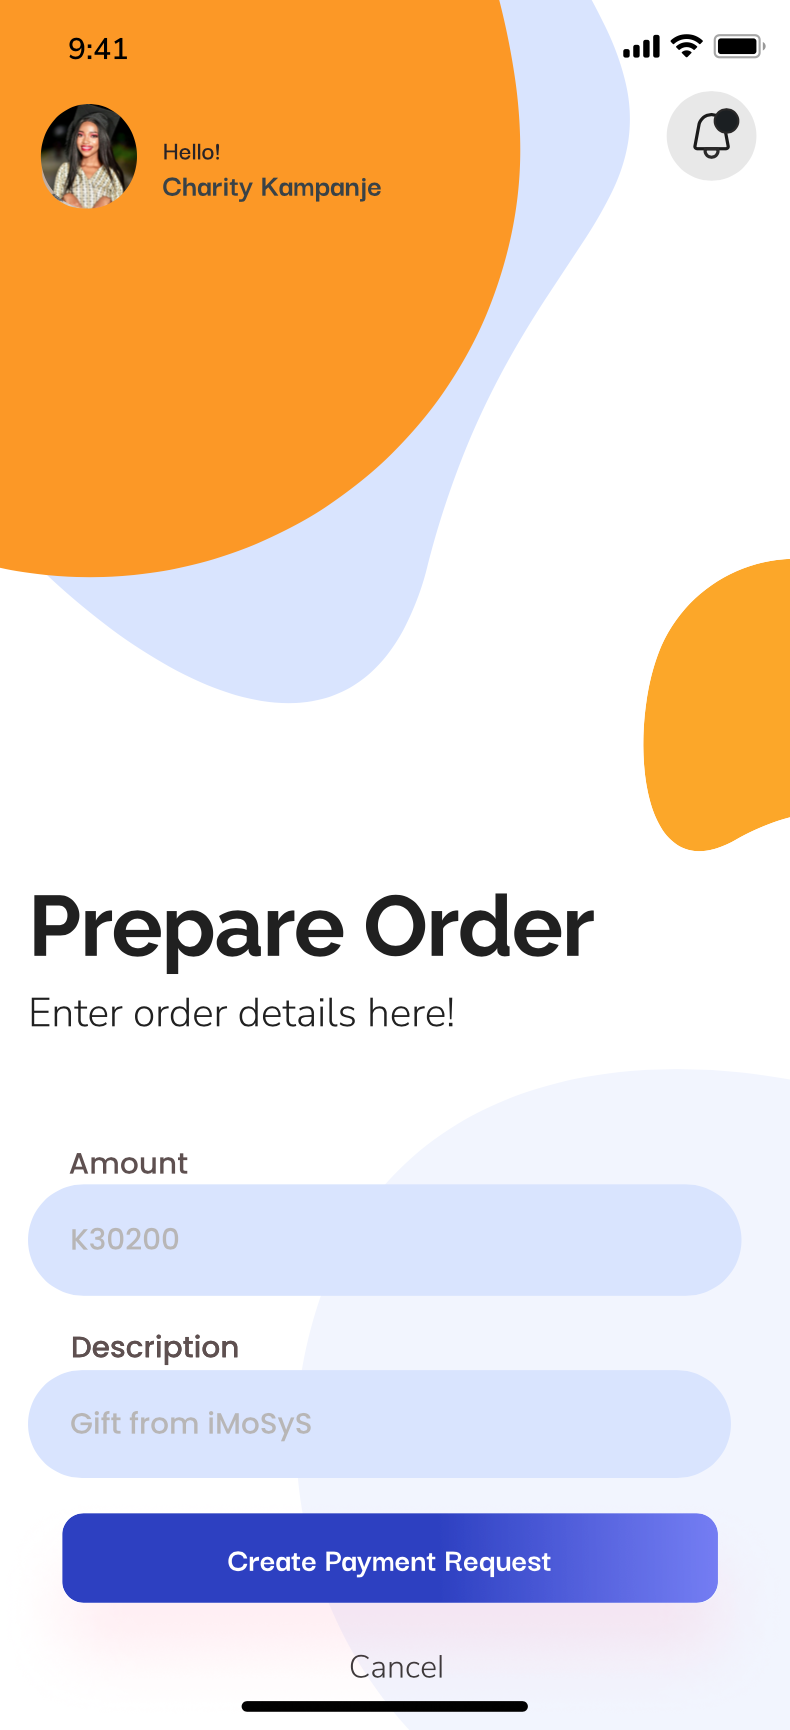 9:41
Hello!
Charity Kampanje
Prepare Order
Enter order details here!
Amount
K30200
Description
Gift from iMoSyS
Create Payment Request
Cancel